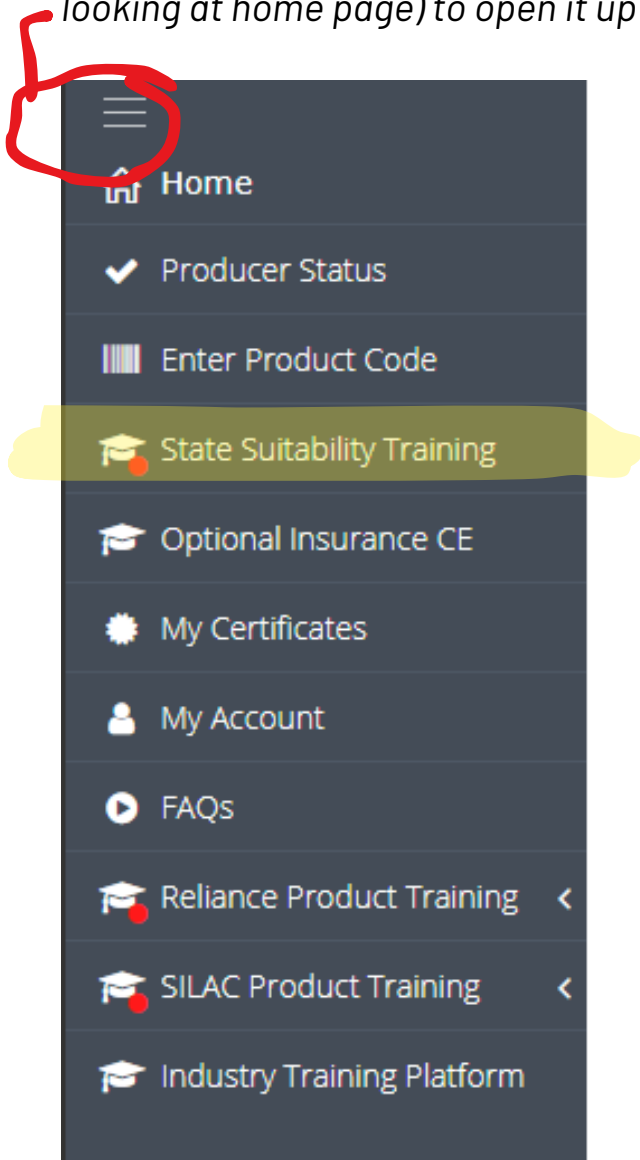 looking at home page) to open it up
Home
Producer Status
Enter Product Code
State Suitability Training
Optional Insurance CE
My Certificates
My Account
FAQs
Reliance Product Training
SILAC Product Training
Industry Training Platform